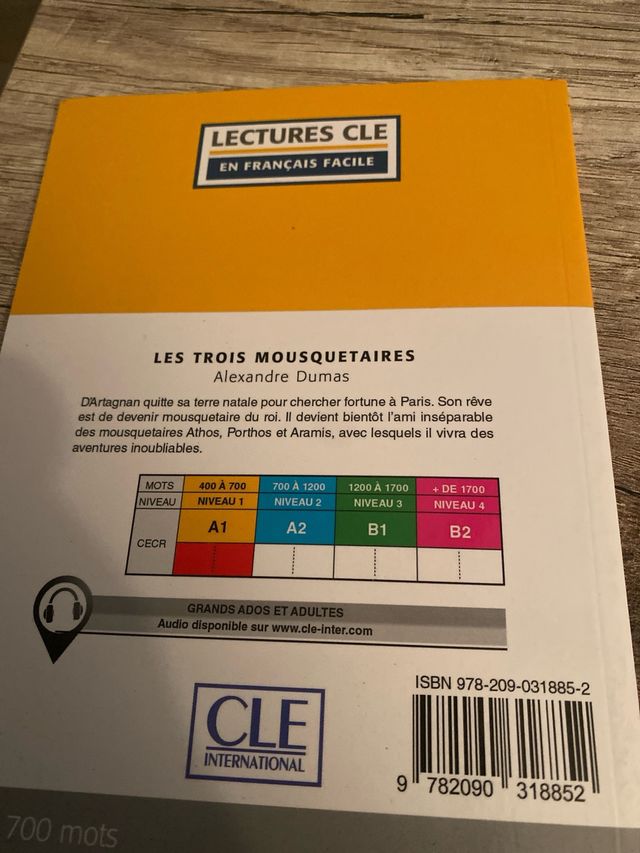 LECTURES CLE
EN FRANÇAIS FACILE
LES TROIS MOUSQUETAIRES
Alexandre Dumas
D'Artagnan quitte sa terre natale pour chercher fortune à Paris. Son rêve
est de devenir mousquetaire du roi. Il devient bientôt l'ami inséparable
des mousquetaires Athos, Porthos et Aramis, avec lesquels il vivra des
aventures inoubliables.
MOTS 400 À 700 700 À 1200 1200 À 1700 + DE 1700
NIVEAU NIVEAU 1 NIVEAU 2 NIVEAU 3 NIVEAU 4
CECR A1 A2 B1 B2
GRANDS ADOS ET ADULTES
Audio disponible sur www.cle-inter.com
ISBN 978-209-031885-2
CLE
INTERNATIONAL
9 782090 318852
700 mots